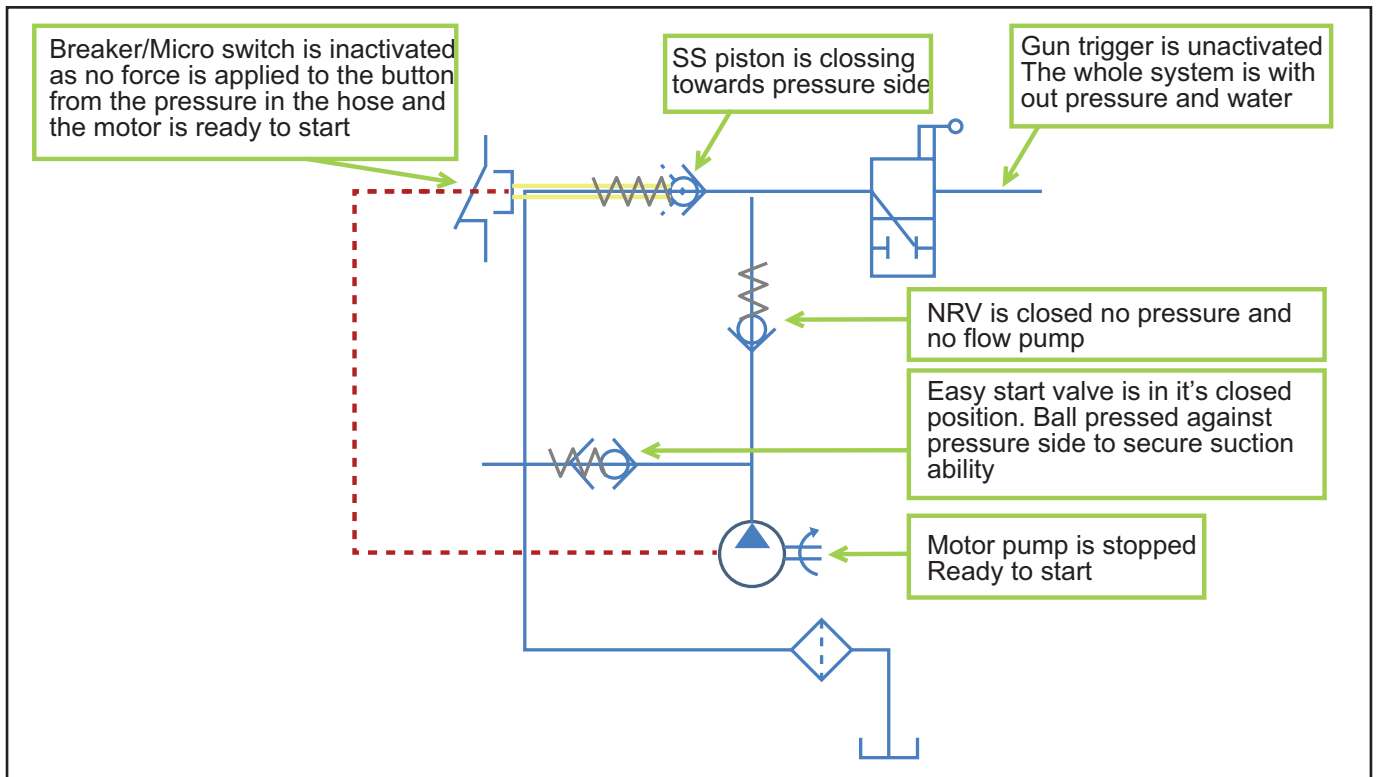 Breaker/Micro switch is inactivated
as no force is applied to the button
from the pressure in the hose and
the motor is ready to start
SS piston is clossing
towards pressure side
Gun trigger is unactivated
The whole system is with
out pressure and water
NRV is closed no pressure and
no flow pump
Easy start valve is in it’s closed
position. Ball pressed against
pressure side to secure suction
ability
Motor pump is stopped
Ready to start